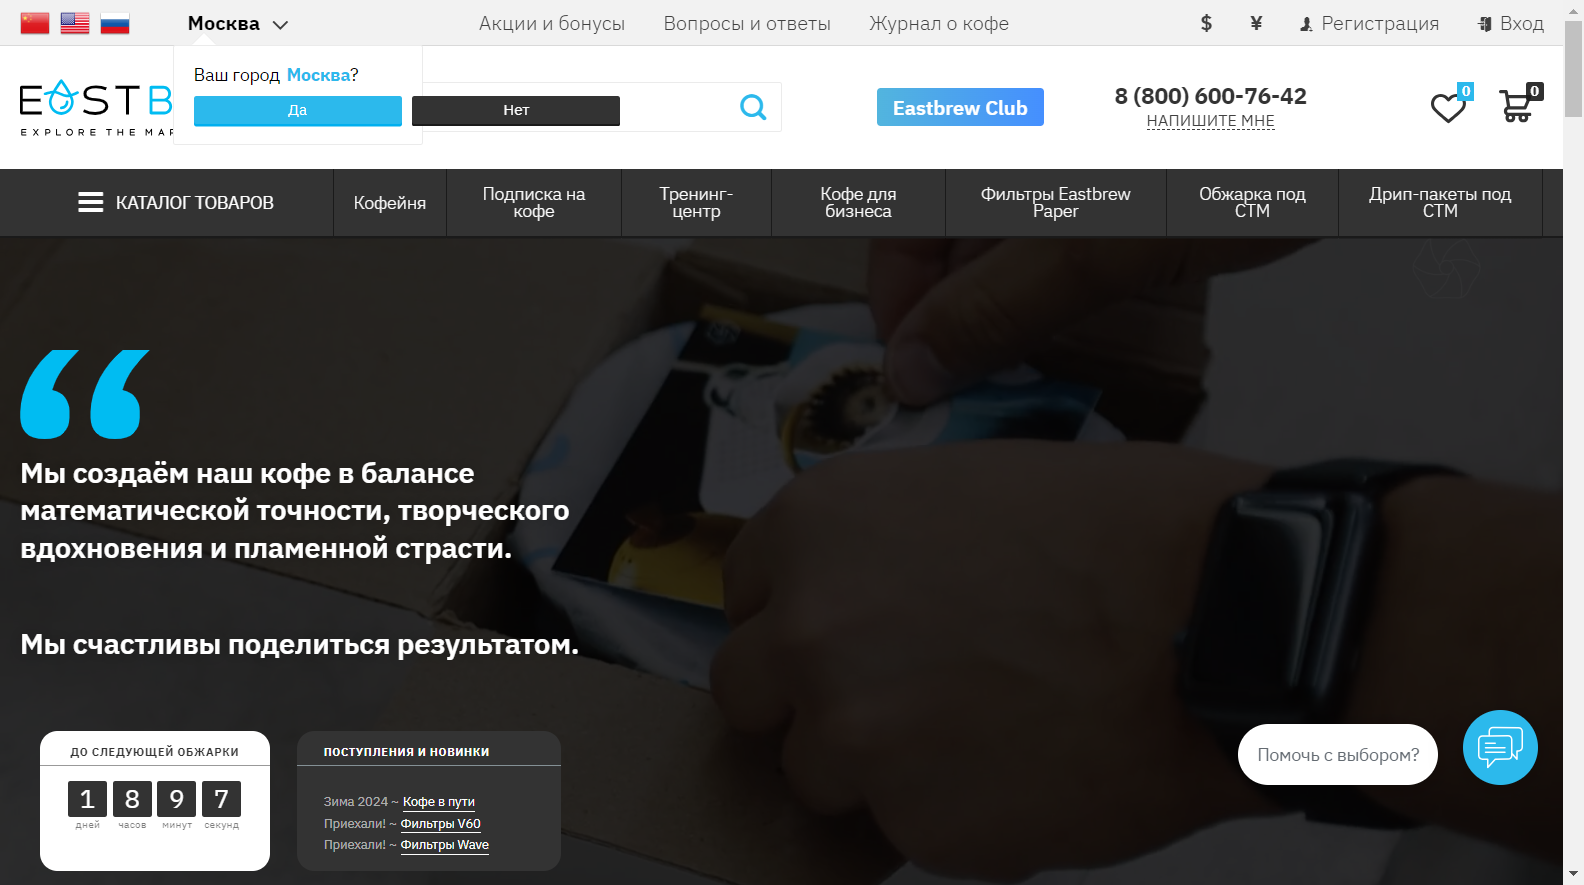 Москва
Акции и бонусы
Вопросы и ответы
Журнал о кофе
$
¥
Регистрация
Вход
Ваш город Москва?
Да
Нет
EASTB
EXPLORE THE MAP
Eastbrew Club
8 (800) 600-76-42
НАПИШИТЕ МНЕ
0
0
КАТАЛОГ ТОВАРОВ
Кофейня
Подписка на
кофе
Тренинг-
центр
Кофе для
бизнеса
Фильтры Eastbrew
Paper
Обжарка под
СТМ
Дрип-пакеты под
СТМ
“
Мы создаём наш кофе в балансе
математической точности, творческого
вдохновения и пламенной страсти.
Мы счастливы поделиться результатом.
ДО СЛЕДУЮЩЕЙ ОБЖАРКИ
1 8 9 7
дней часов минут секунд
ПОСТУПЛЕНИЯ И НОВИНКИ
Зима 2024 ~ Кофе в пути
Приехали! ~ Фильтры V60
Приехали! ~ Фильтры Wave
Помочь с выбором?